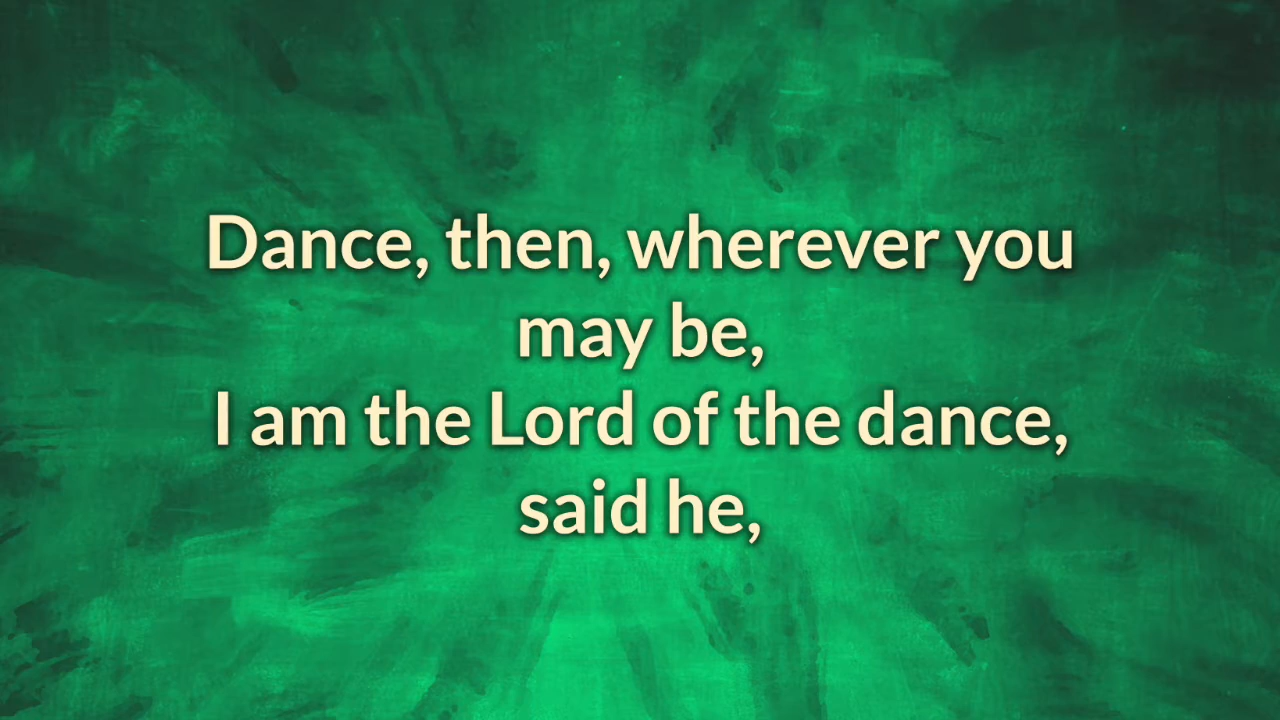 Dance, then, wherever you
may be,
I am the Lord of the dance,
said he,